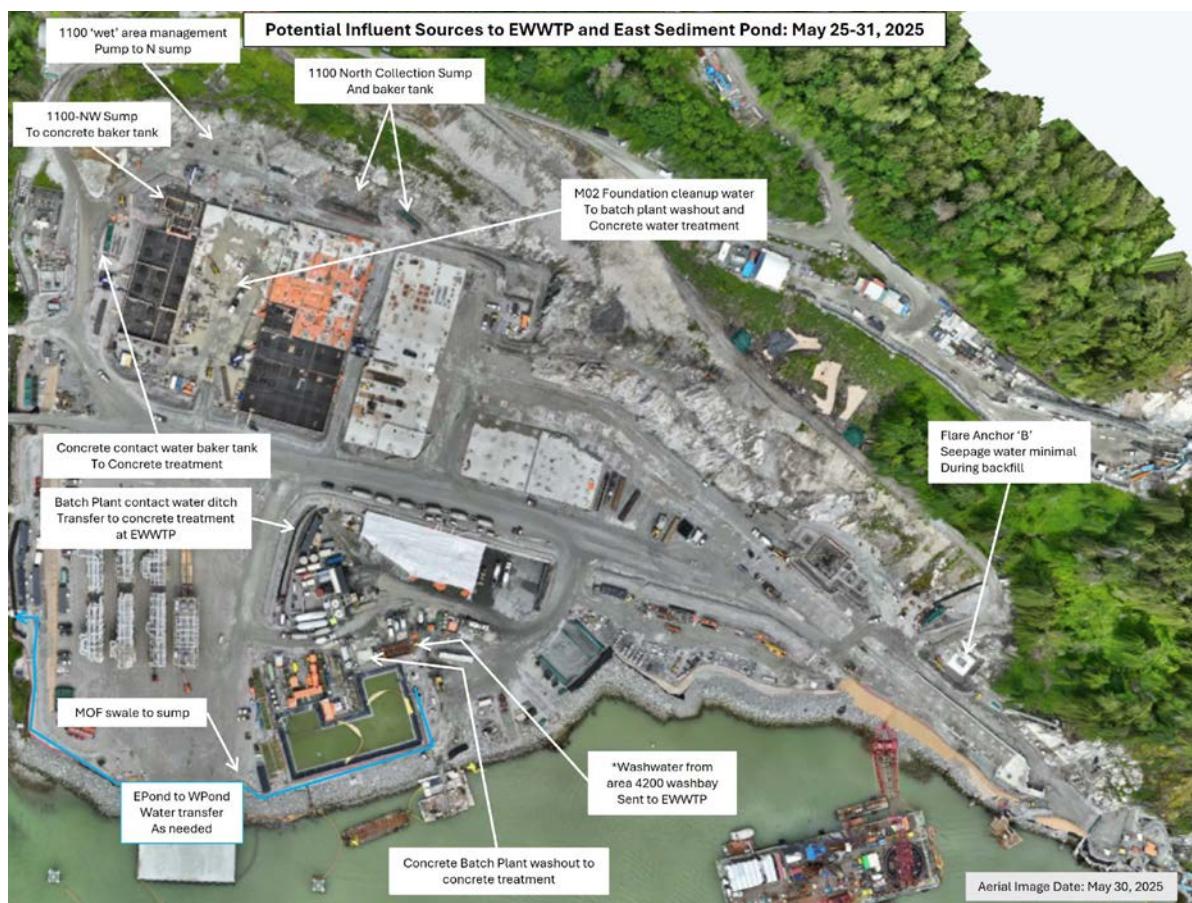 Potential Influent Sources to EWWTP and East Sediment Pond: May 25-31, 2025
1100 ‘wet’ area management
Pump to N sump
1100 North Collection Sump
And baker tank
1100-NW Sump
To concrete baker tank
M02 Foundation cleanup water
To batch plant washout and
Concrete water treatment
Concrete contact water baker tank
To Concrete treatment
Flare Anchor ‘B’
Seepage water minimal
During backfill
Batch Plant contact water ditch
Transfer to concrete treatment
at EWWTP
MOF swale to sump
*Washwater from
area 4200 washbay
Sent to EWWTP
EPond to WPond
Water transfer
As needed
Concrete Batch Plant washout to
concrete treatment
Aerial Image Date: May 30, 2025